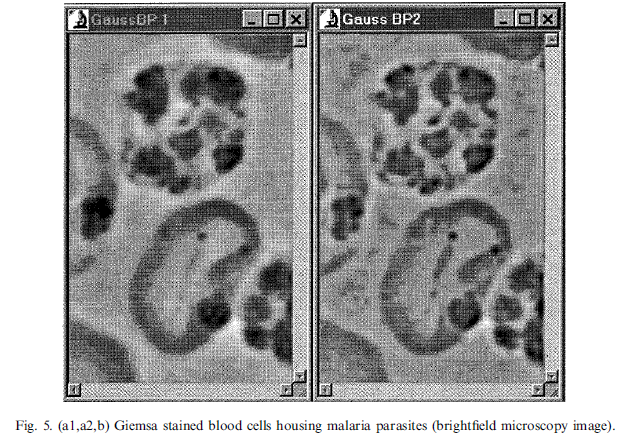 GaussBP 1
Gauss BP2
Fig. 5. (a1,a2,b) Giemsa stained blood cells housing malaria parasites (brightfield microscopy image).